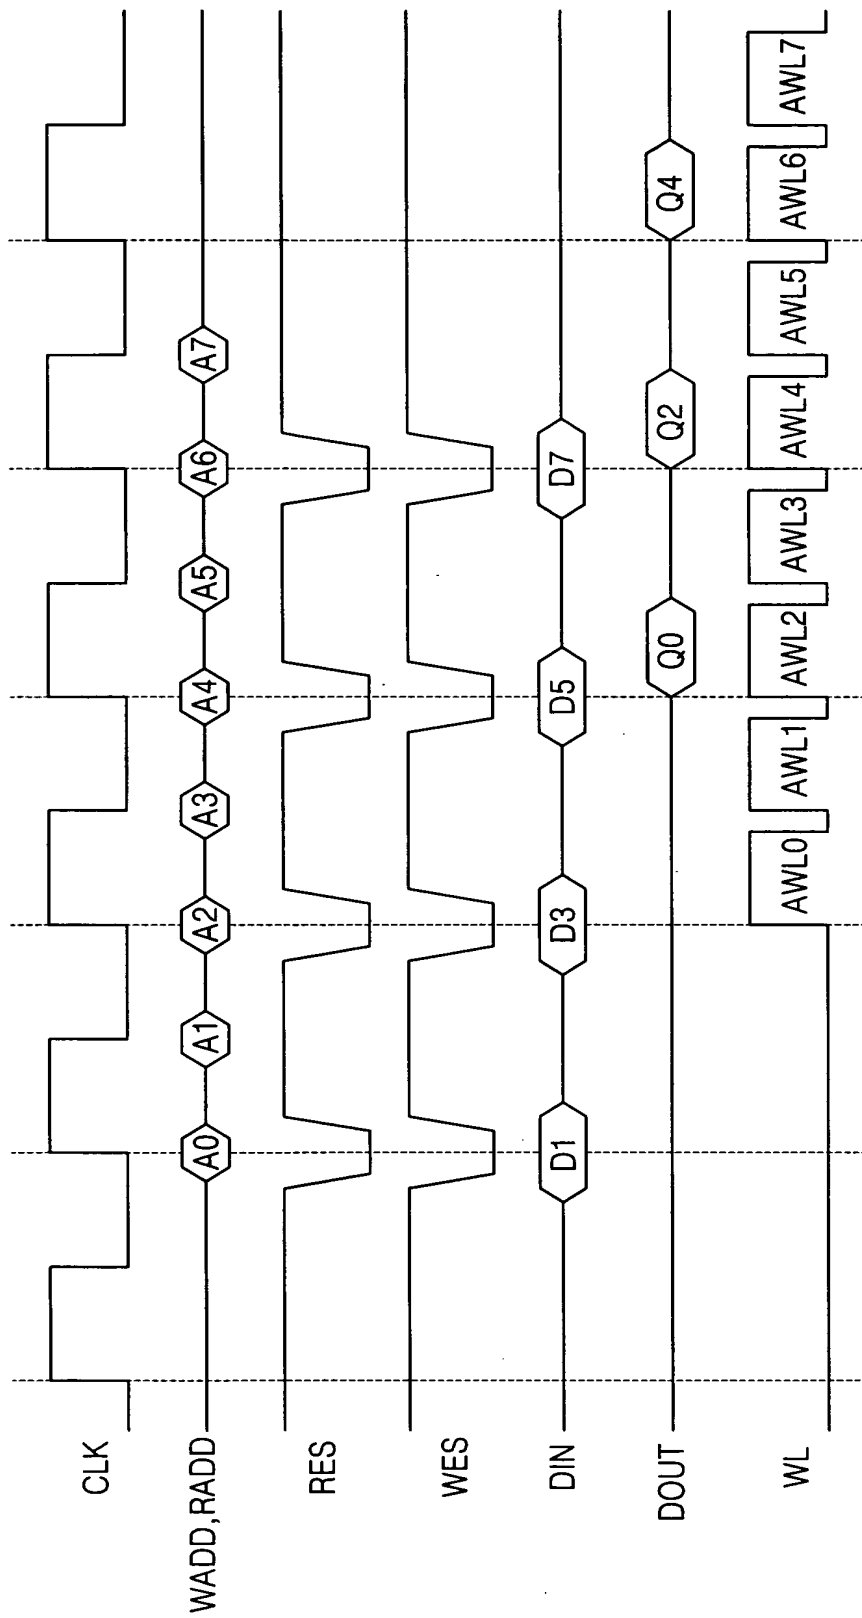 CLK
WADD,RADD A0 A1 A2 A3 A4 A5 A6 A7
RES
WES
DIN D1 D3 D5 D7
DOUT Q0 Q2 Q4
WL AWL0 AWL1 AWL2 AWL3 AWL4 AWL5 AWL6 AWL7